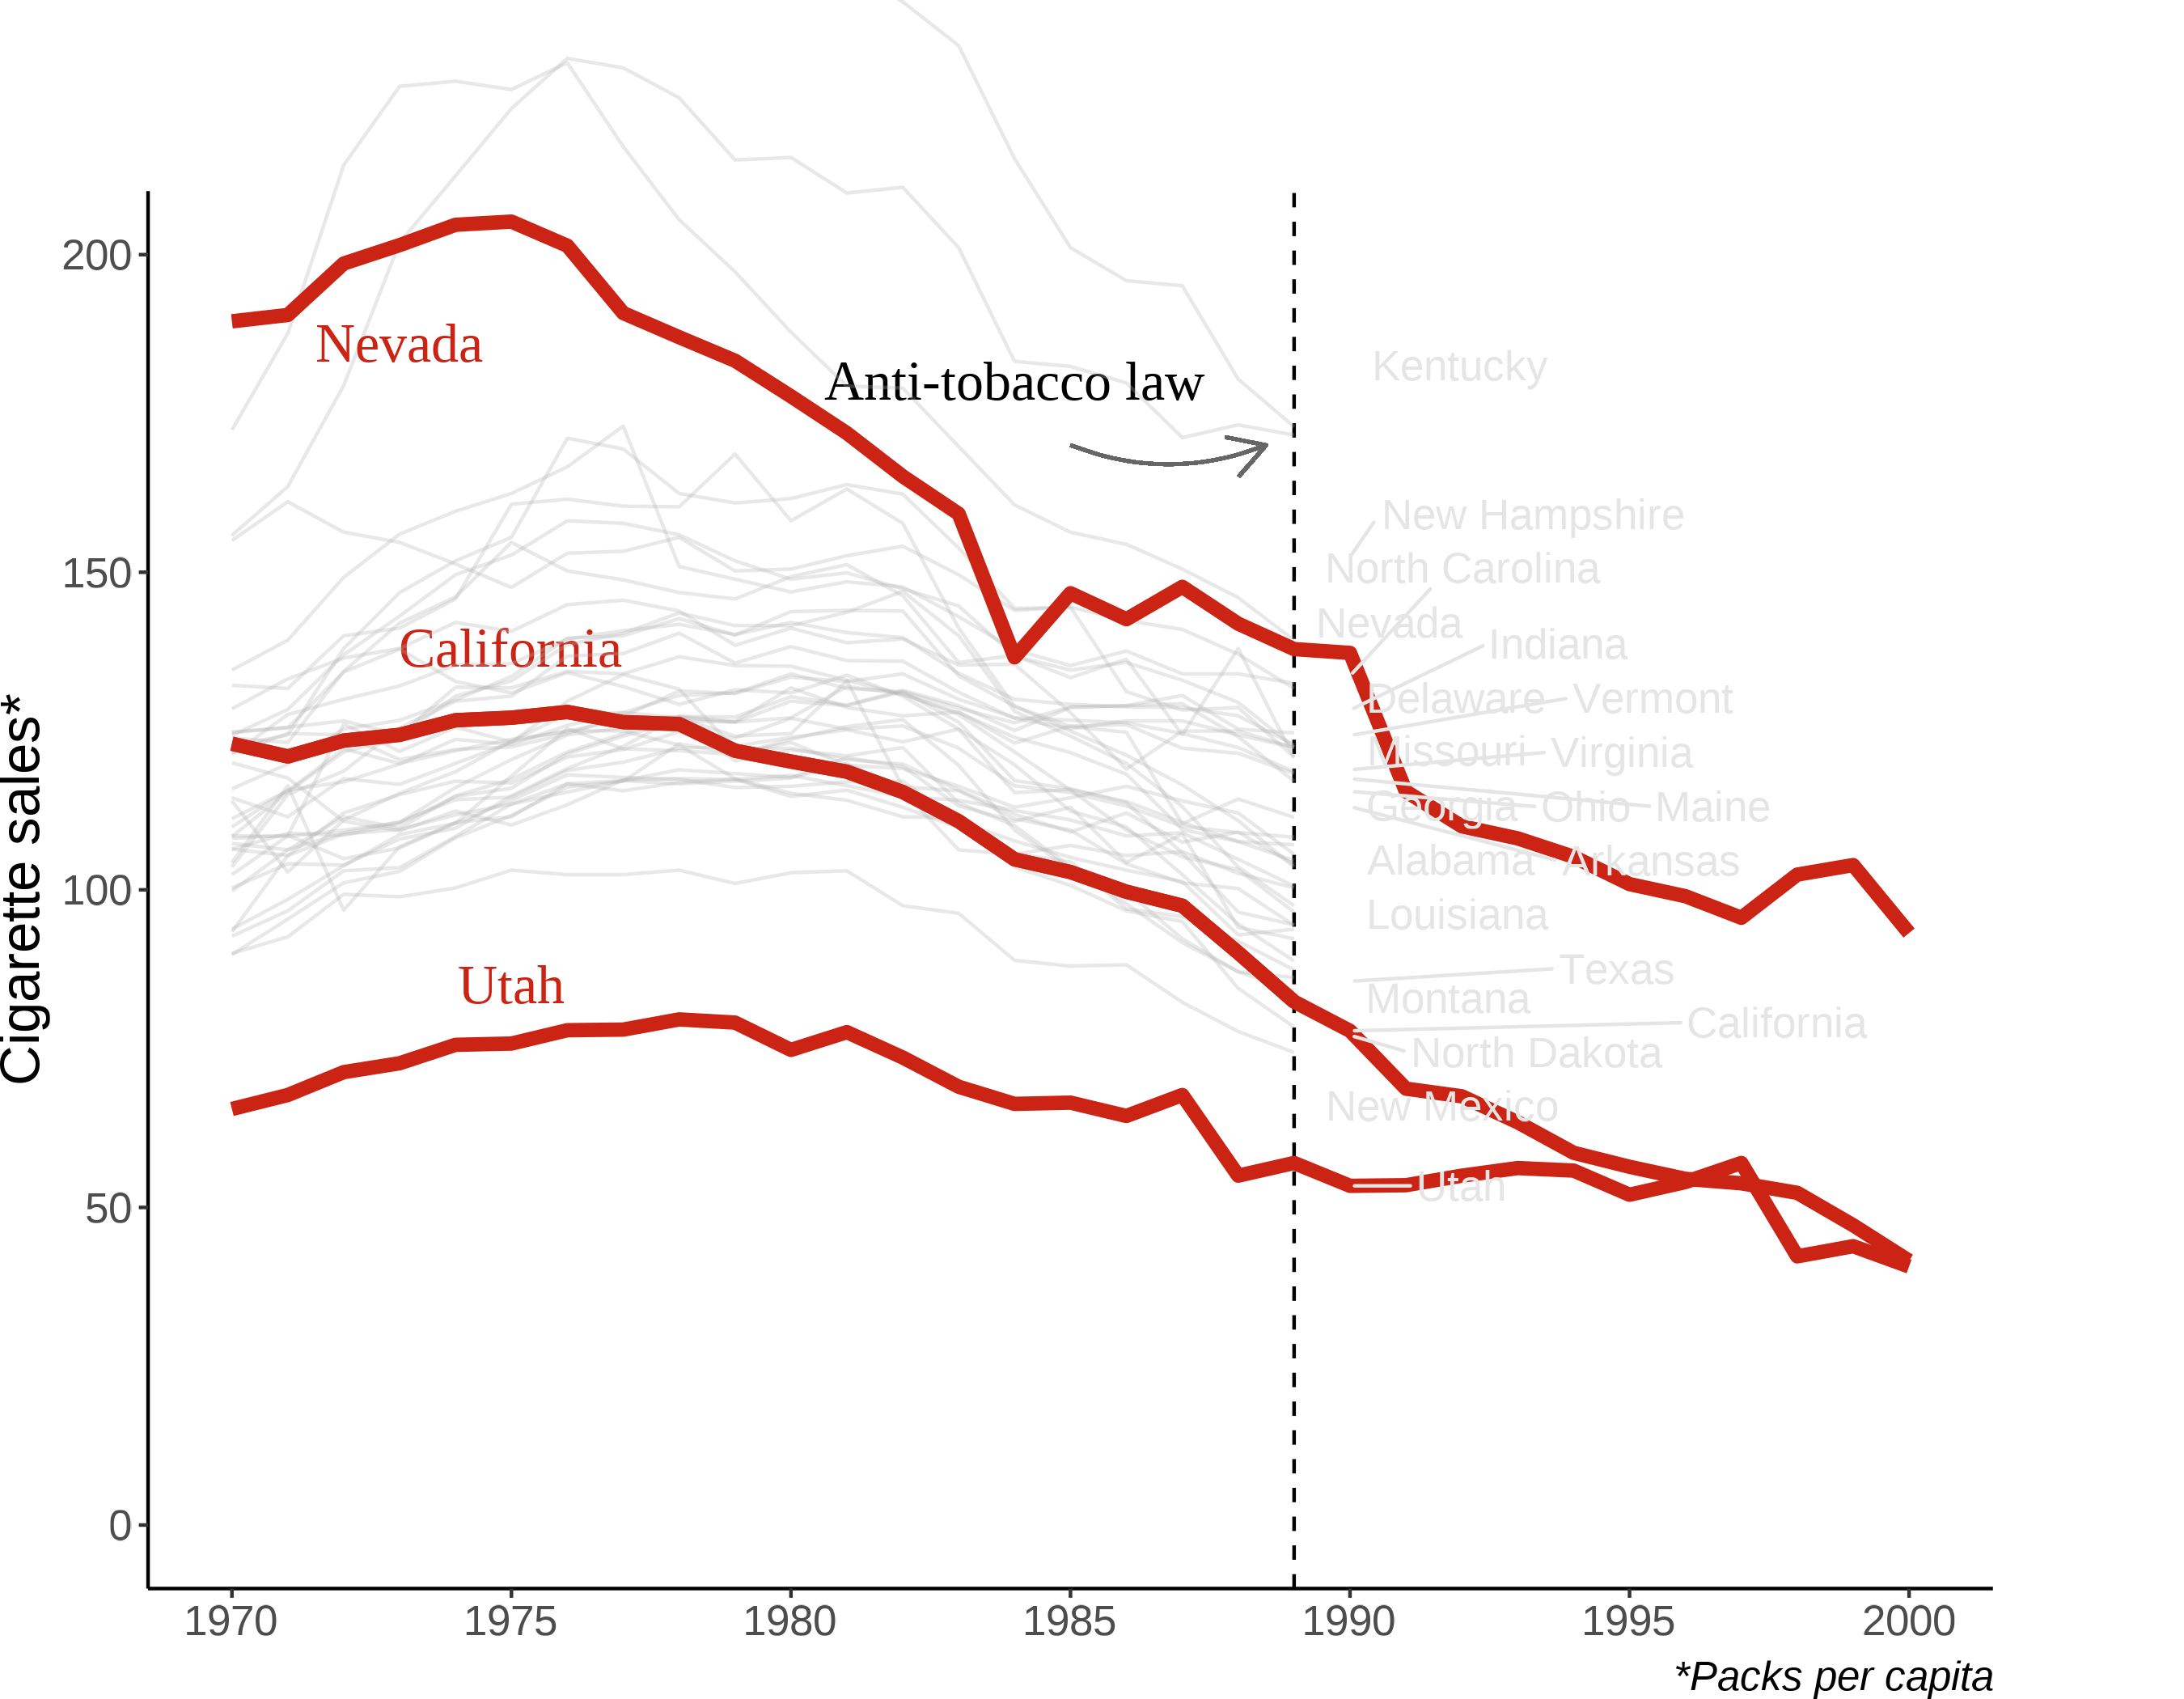 200
150
100
50
0
Cigarette sales*
Nevada
Anti-tobacco law
California
Utah
Kentucky
New Hampshire
North Carolina
Nevada
Indiana
Delaware Vermont
Missouri Virginia
Georgia Ohio Maine
Alabama Arkansas
Louisiana
Texas
Montana
California
North Dakota
New Mexico
Utah
1970 1975 1980 1985 1990 1995 2000
*Packs per capita